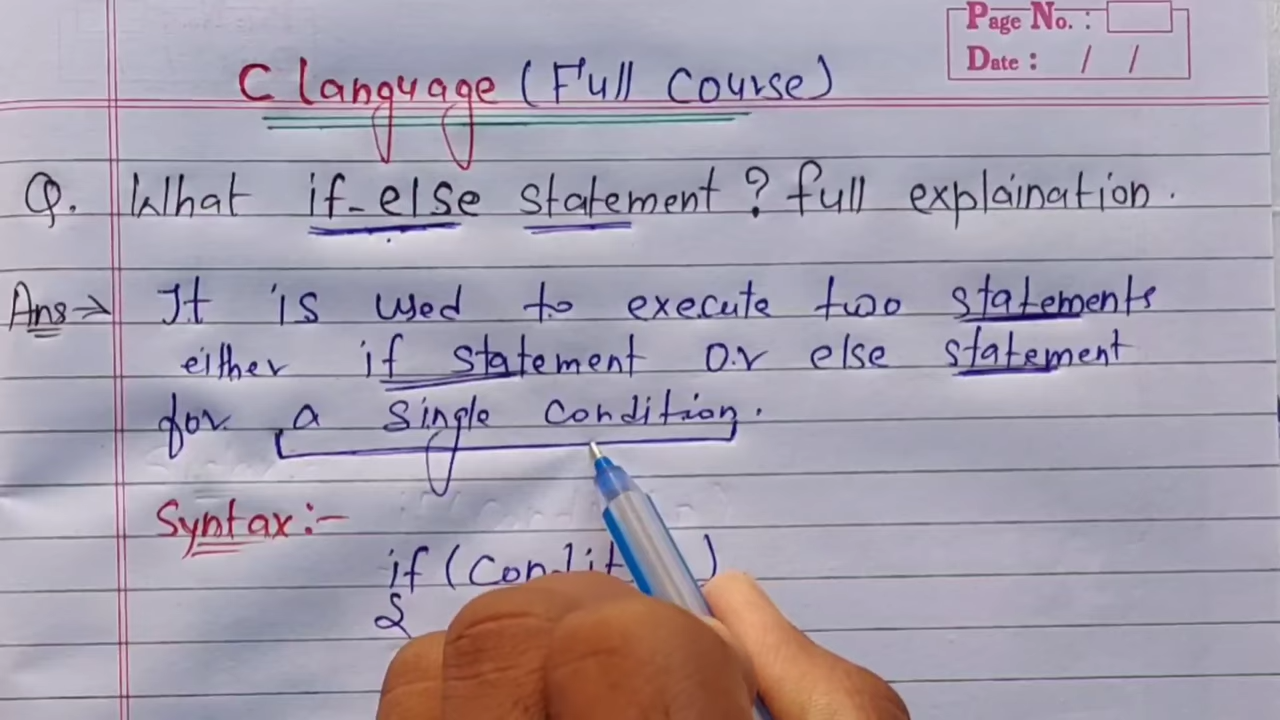 Page No. :
Date : / /
C language (Full Course)
Q. What if-else statement ? full explaination .
Ans→ It is used to execute two statements
either if statement or else statement
for a single condition.
Syntax :-
if (
{